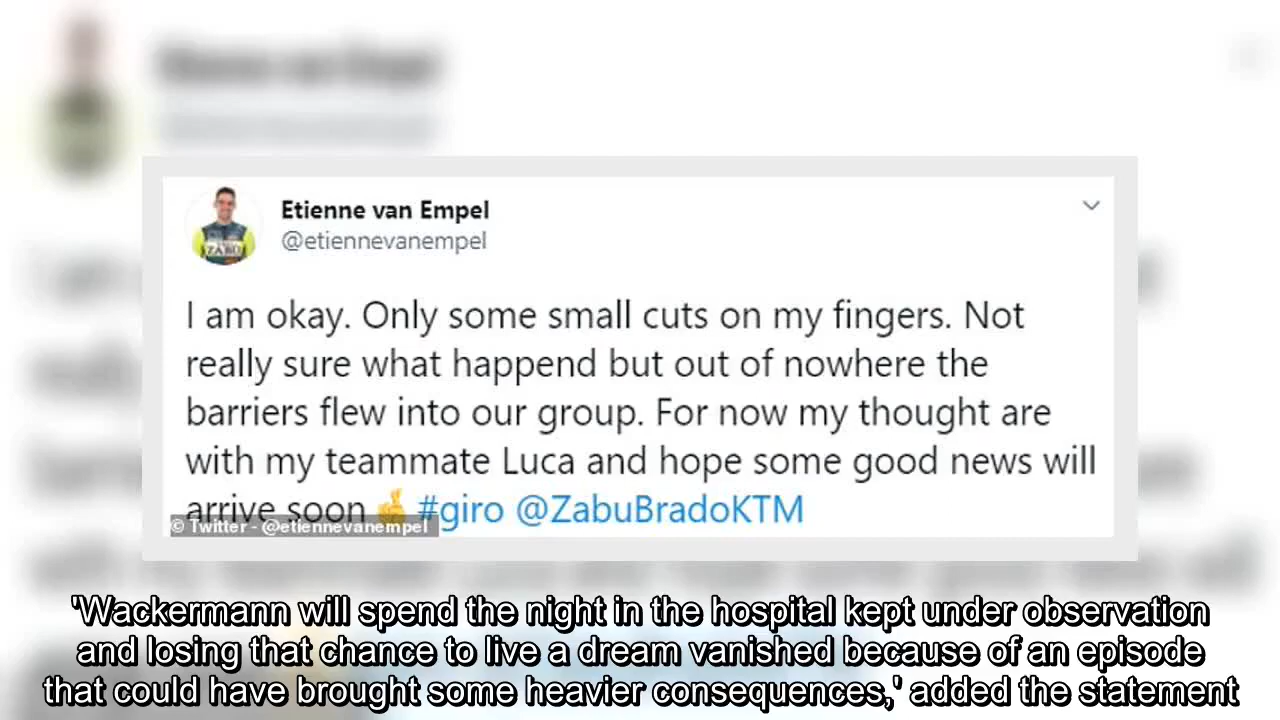 Etienne van Empel
@etiennevanempel
I am okay. Only some small cuts on my fingers. Not
really sure what happend but out of nowhere the
barriers flew into our group. For now my thought are
with my teammate Luca and hope some good news will
arrive soon 🤞 #giro @ZabuBradoKTM
© Twitter - @etiennevanempel
'Wackermann will spend the night in the hospital kept under observation
and losing that chance to live a dream vanished because of an episode
that could have brought some heavier consequences,' added the statement